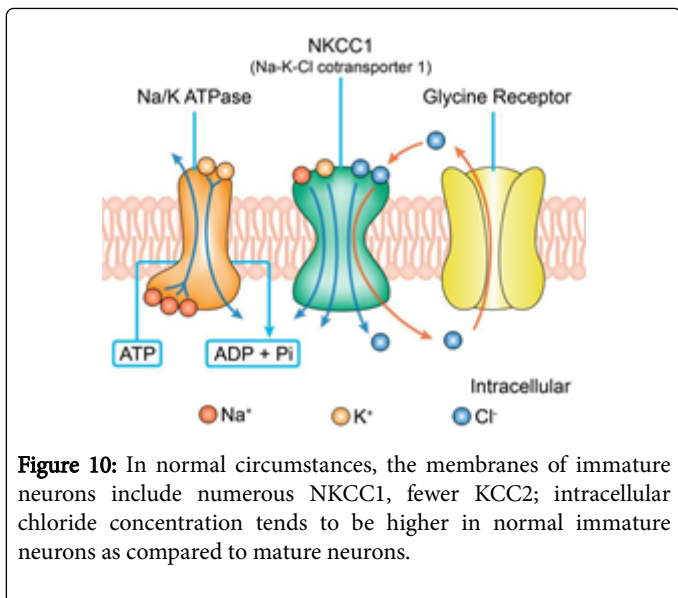 NKCC1
(Na-K-Cl cotransporter 1)
Na/K ATPase
Glycine Receptor
ATP
ADP + Pi
Intracellular
Na⁺
K⁺
Cl⁻
Figure 10: In normal circumstances, the membranes of immature
neurons include numerous NKCC1, fewer KCC2; intracellular
chloride concentration tends to be higher in normal immature
neurons as compared to mature neurons.